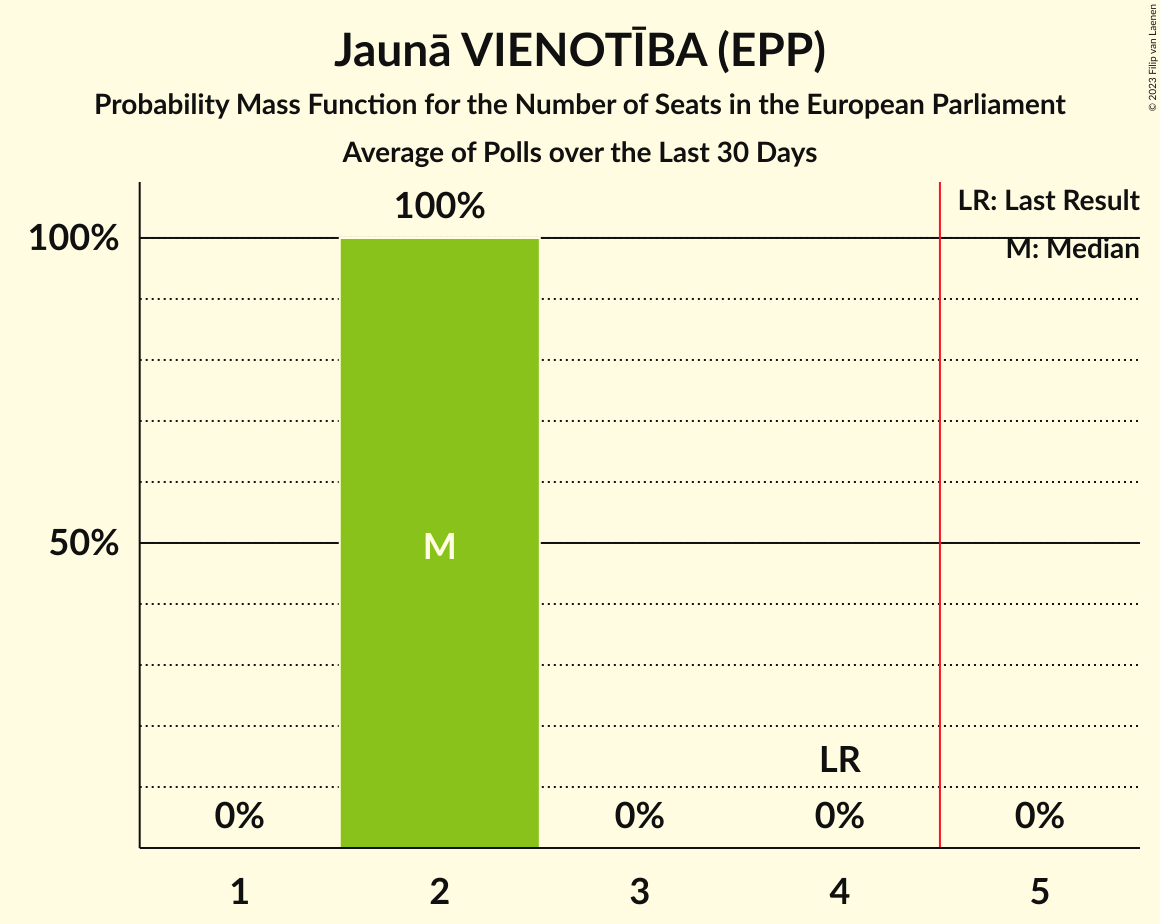 Jaunā VIENOTĪBA (EPP)
Probability Mass Function for the Number of Seats in the European Parliament
Average of Polls over the Last 30 Days
© 2023 Filip van Laenen
LR: Last Result
M: Median
100%
100%
50%
M
LR
0%
0%
0%
0%
1
2
3
4
5